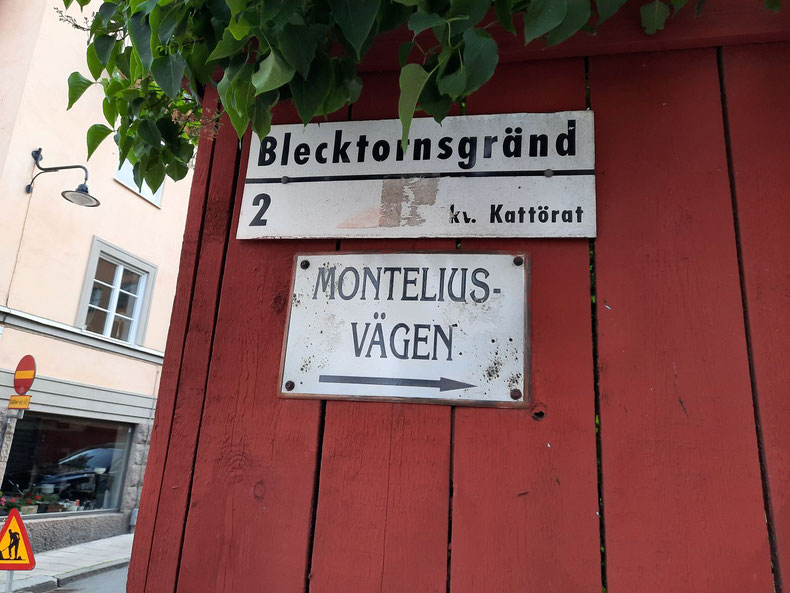 Blecktornsgränd
2 kv. Kattörat
MONTELIUS-
VÄGEN